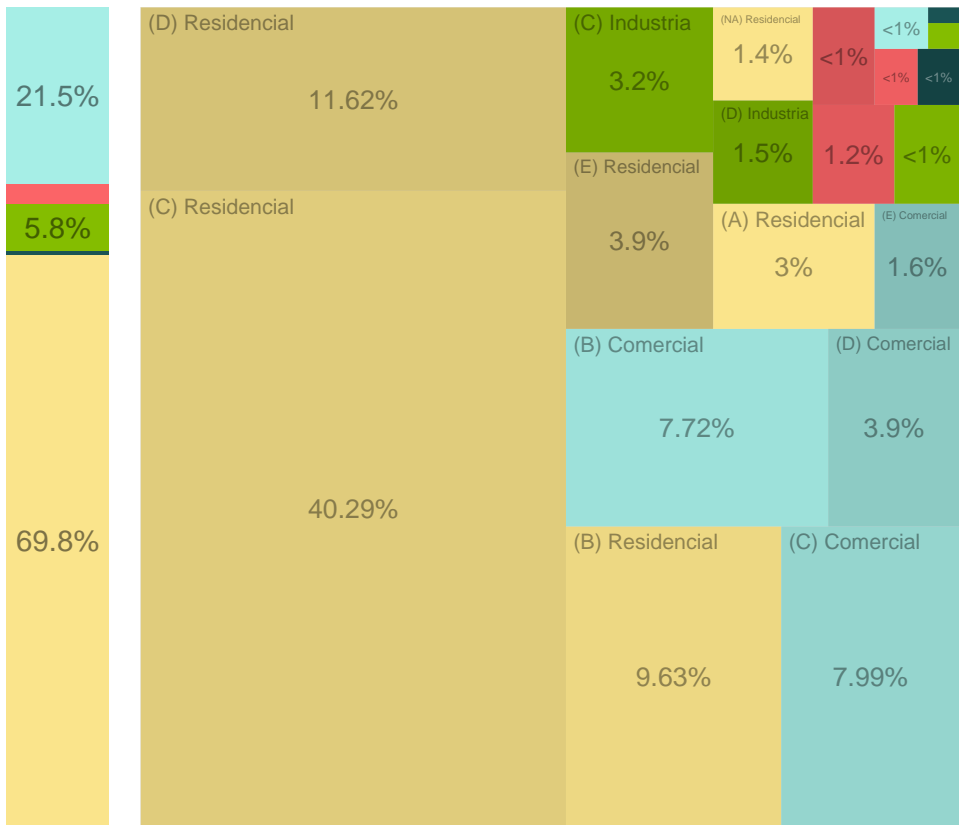 21.5%
5.8%
69.8%
(D) Residencial
11.62%
(C) Residencial
40.29%
(C) Industria
3.2%
(NA) Residencial
1.4%
<1%
<1%
<1%
<1%
(D) Industria
1.5%
1.2%
<1%
(E) Residencial
3.9%
(A) Residencial
3%
(E) Comercial
1.6%
(B) Comercial
7.72%
(D) Comercial
3.9%
(B) Residencial
9.63%
(C) Comercial
7.99%